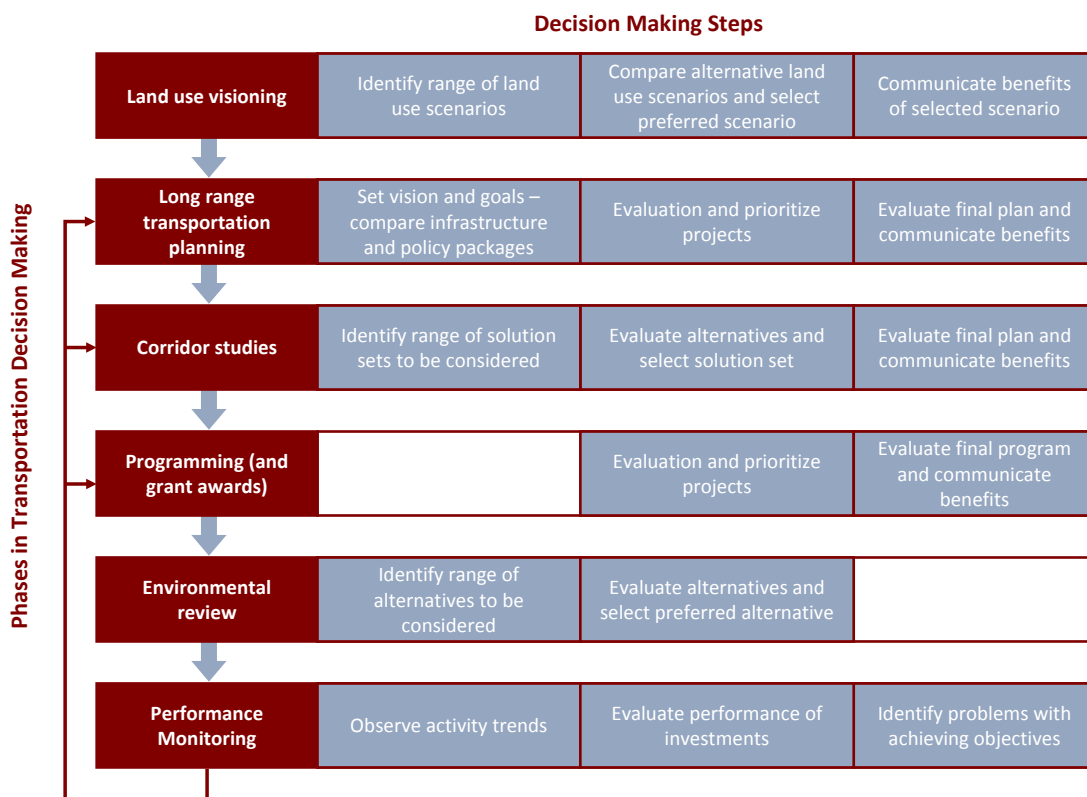 Decision Making Steps
Phases in Transportation Decision Making
Land use visioning
Identify range of land
use scenarios
Compare alternative land
use scenarios and select
preferred scenario
Communicate benefits
of selected scenario
Long range
transportation
planning
Set vision and goals –
compare infrastructure
and policy packages
Evaluation and prioritize
projects
Evaluate final plan and
communicate benefits
Corridor studies
Identify range of solution
sets to be considered
Evaluate alternatives and
select solution set
Evaluate final plan and
communicate benefits
Programming (and
grant awards)
Evaluation and prioritize
projects
Evaluate final program
and communicate
benefits
Environmental
review
Identify range of
alternatives to be
considered
Evaluate alternatives and
select preferred alternative
Performance
Monitoring
Observe activity trends
Evaluate performance of
investments
Identify problems with
achieving objectives